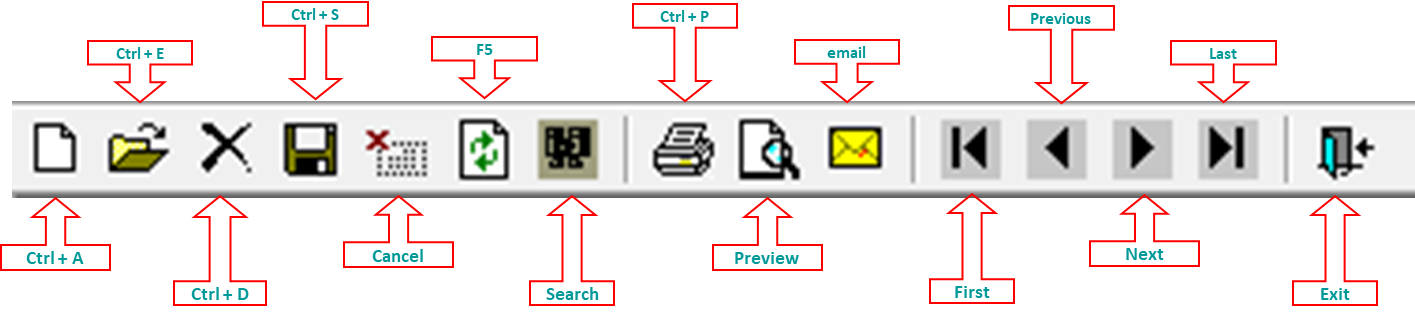 Ctrl + S
Ctrl + P
Previous
Ctrl + E
F5
email
Last
Ctrl + A
Cancel
Preview
Next
Ctrl + D
Search
First
Exit